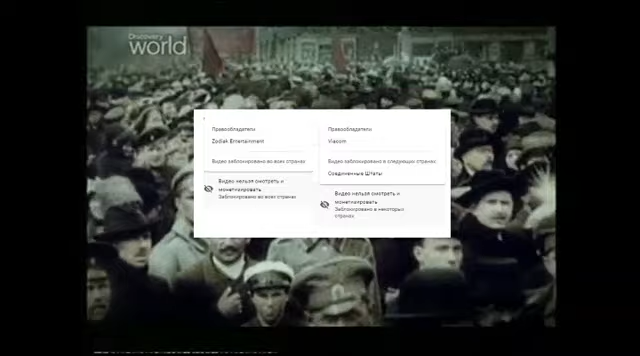 Discovery
world
Правообладатели
Zodiak Entertainment
Видео заблокировано во всех странах
Видео нельзя смотреть и
монетизировать
Заблокировано во всех странах
Правообладатели
Viacom
Видео заблокировано в следующих странах
Соединенные Штаты
Видео нельзя смотреть и
монетизировать
Заблокировано в некоторых
странах